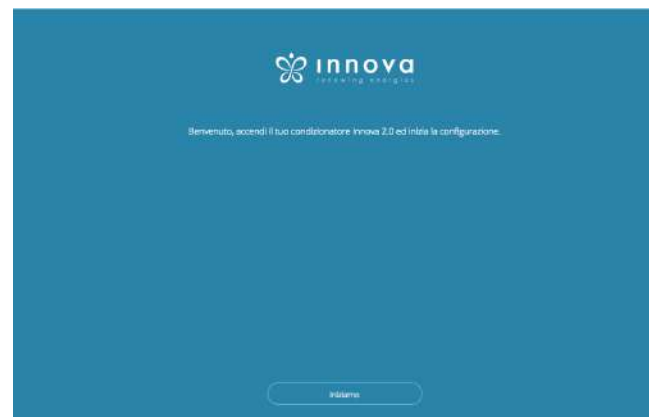 innova
renewing energies
Benvenuto, accendi il tuo condizionatore Innova 2.0 ed inizia la configurazione.
Iniziamo